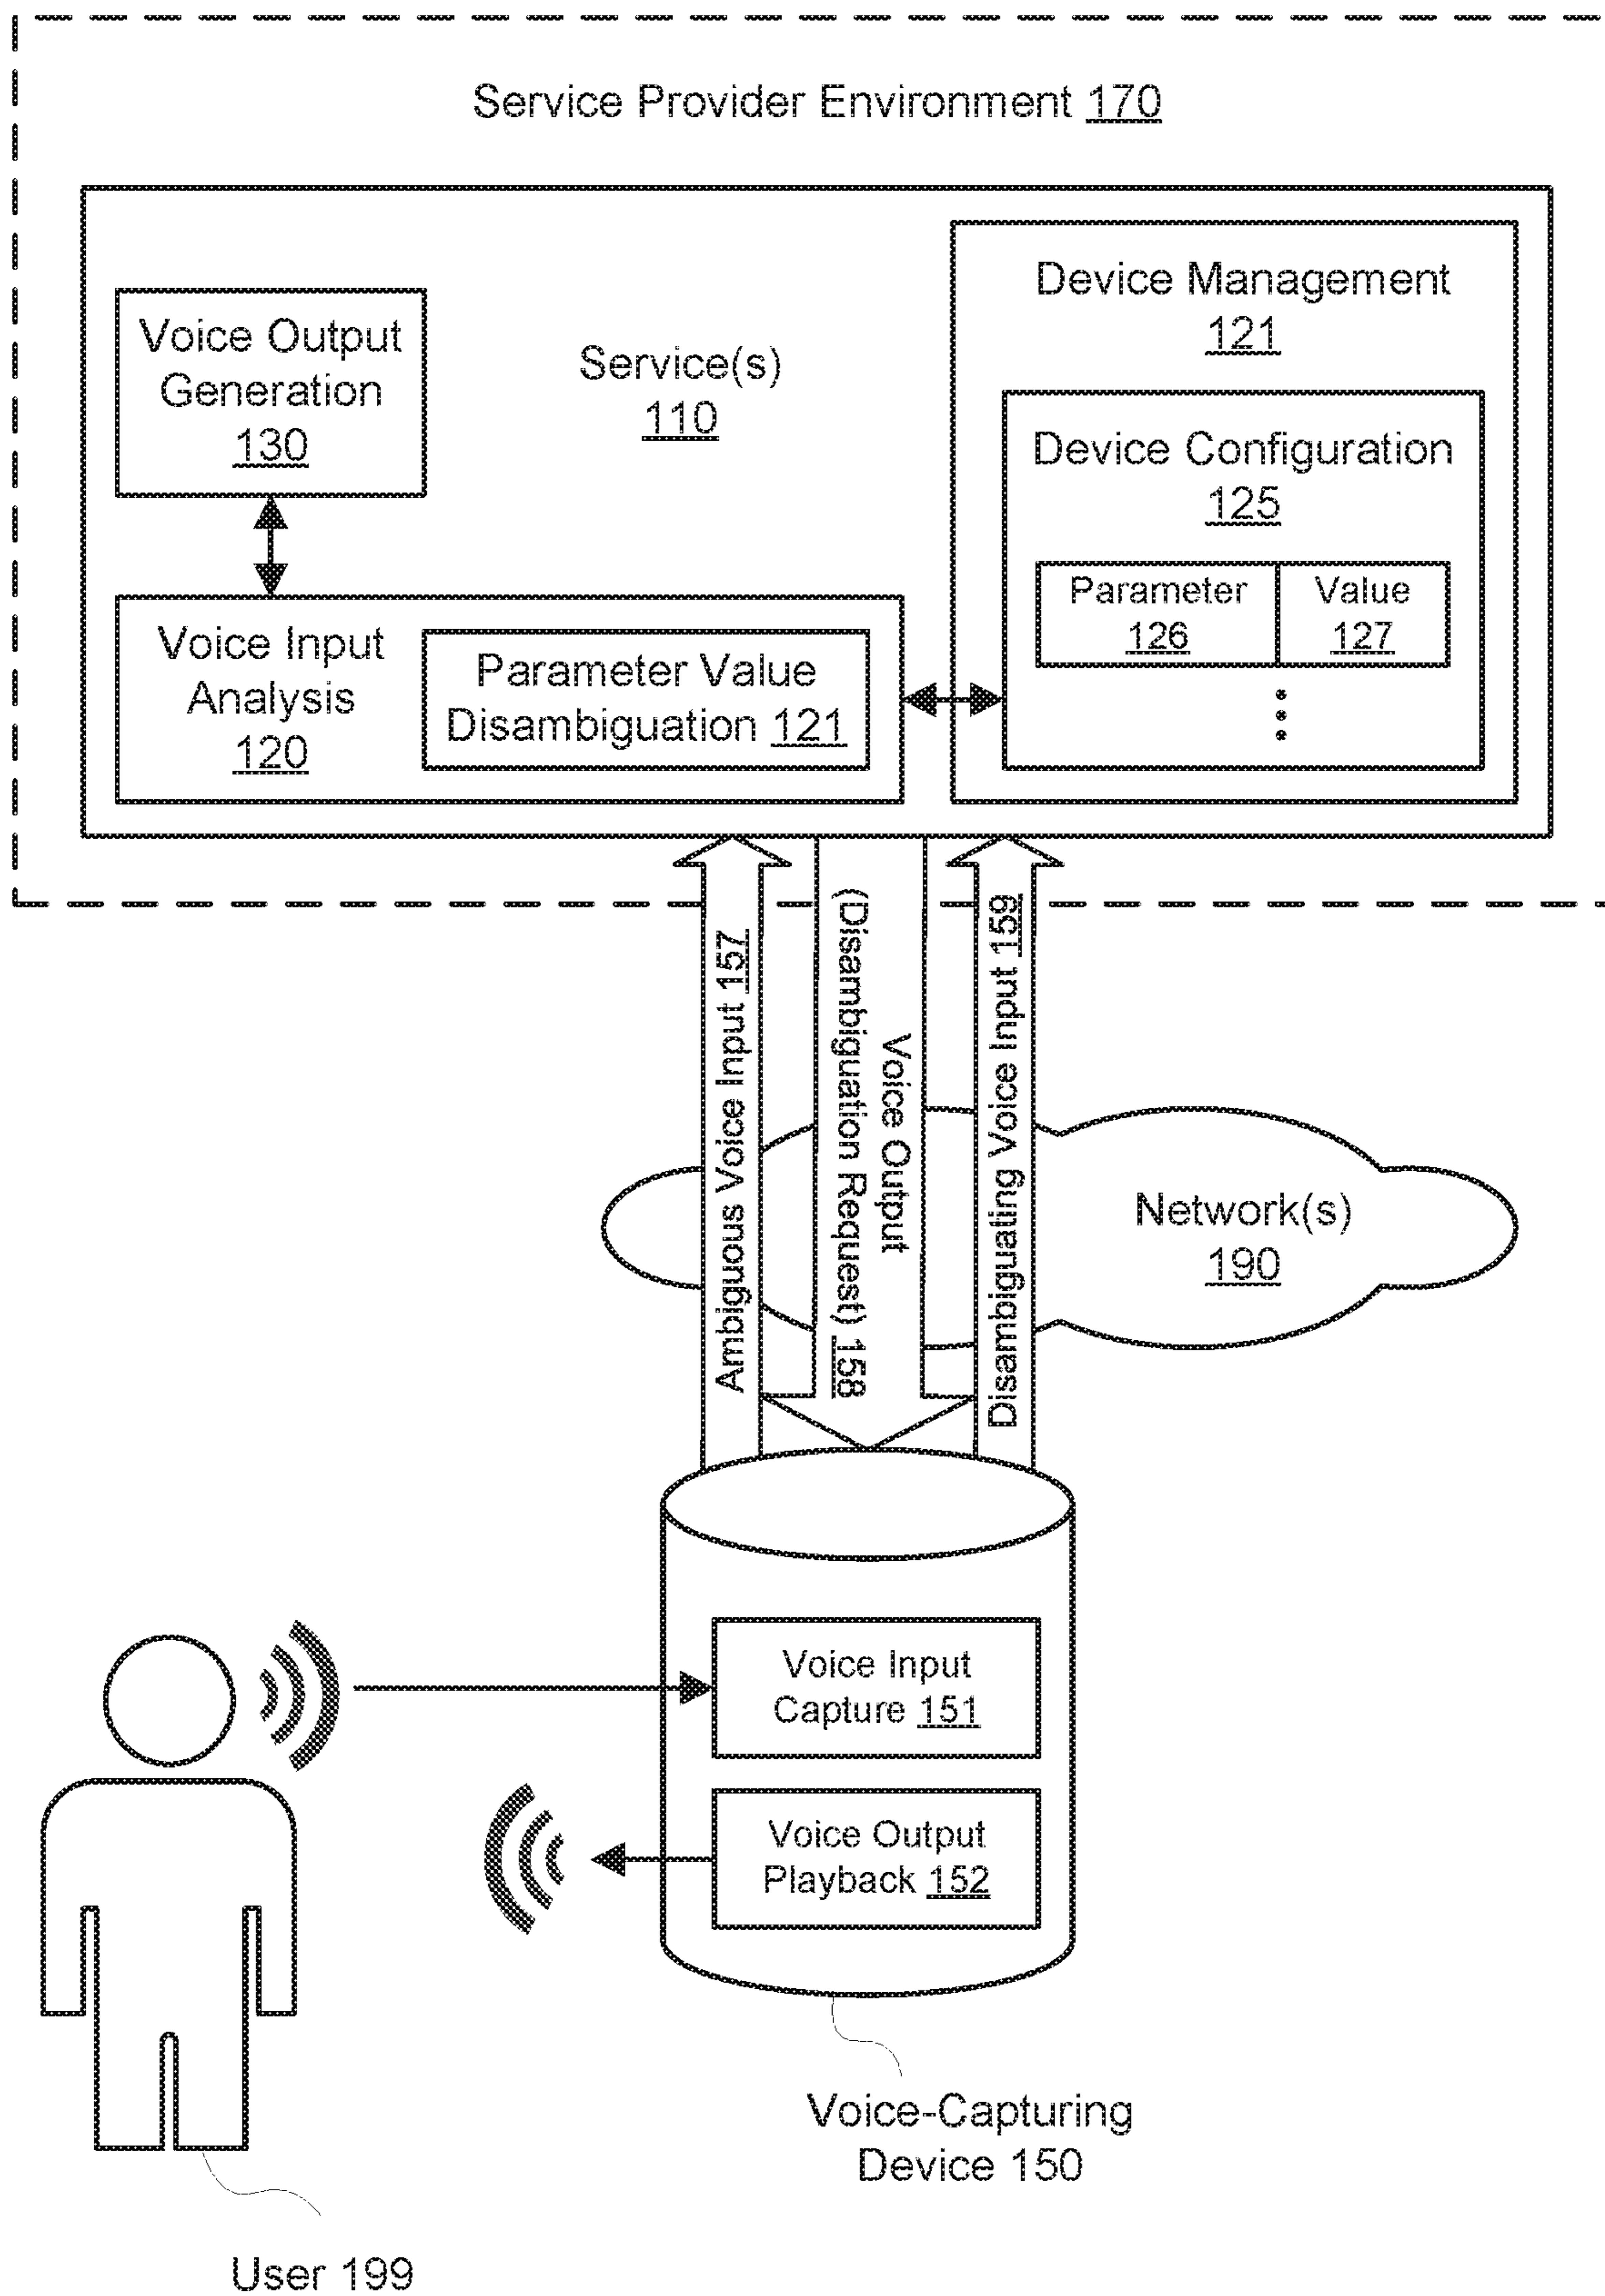 Service Provider Environment 170
Device Management
121
Voice Output
Generation
130
Service(s)
110
Device Configuration
125
Parameter
126
Value
127
Voice Input
Analysis
120
Parameter Value
Disambiguation 121
Ambiguous Voice Input 157
Voice Output
(Disambiguation Request) 158
Disambiguating Voice Input 159
Network(s)
190
Voice Input
Capture 151
Voice Output
Playback 152
Voice-Capturing
Device 150
User 199